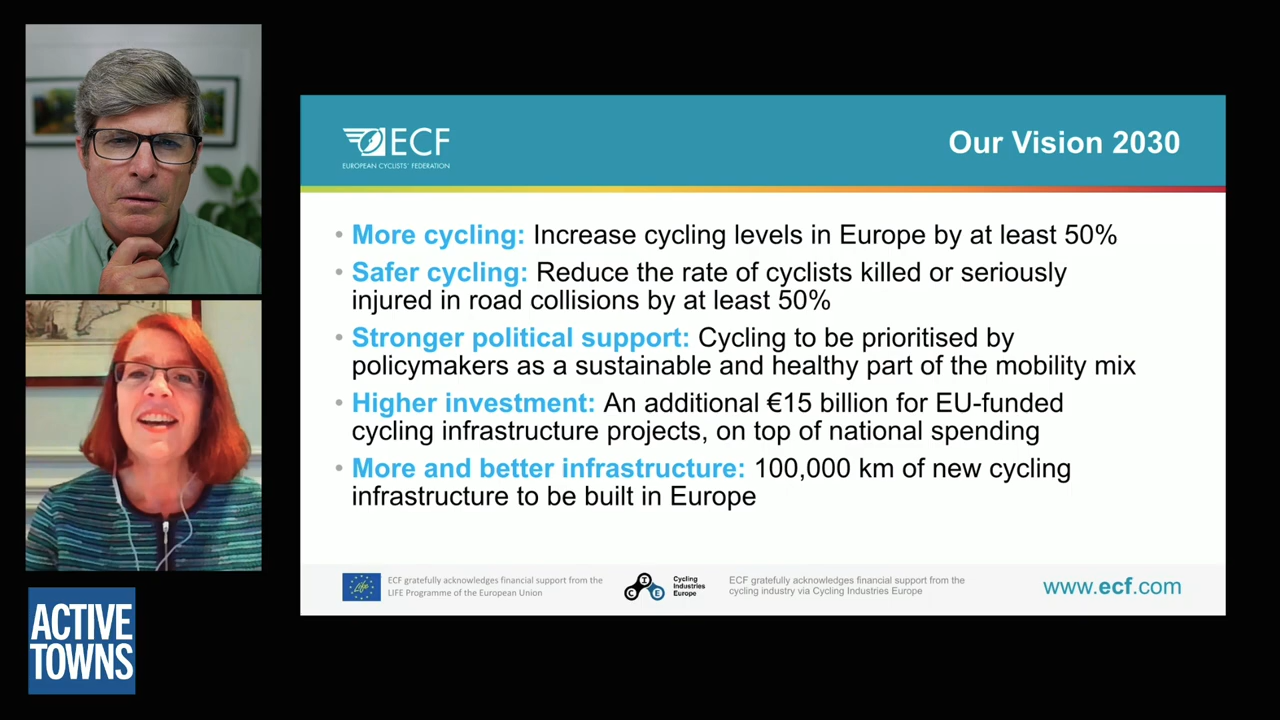 ECF
EUROPEAN CYCLISTS' FEDERATION
Our Vision 2030
• More cycling: Increase cycling levels in Europe by at least 50%
• Safer cycling: Reduce the rate of cyclists killed or seriously
injured in road collisions by at least 50%
• Stronger political support: Cycling to be prioritised by
policymakers as a sustainable and healthy part of the mobility mix
• Higher investment: An additional €15 billion for EU-funded
cycling infrastructure projects, on top of national spending
• More and better infrastructure: 100,000 km of new cycling
infrastructure to be built in Europe
Life
ECF gratefully acknowledges financial support from the
LIFE Programme of the European Union
C I E
Cycling
Industries
Europe
ECF gratefully acknowledges financial support from the
cycling industry via Cycling Industries Europe
www.ecf.com
ACTIVE
TOWNS